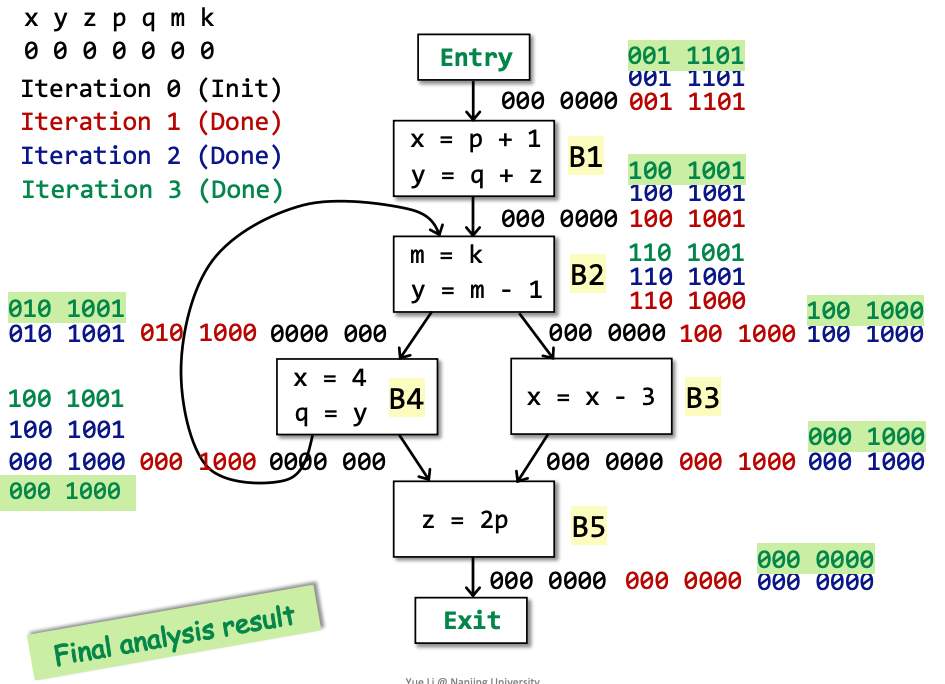 x y z p q m k
0 0 0 0 0 0 0
Iteration 0 (Init)
Iteration 1 (Done)
Iteration 2 (Done)
Iteration 3 (Done)
Entry
001 1101
001 1101
000 0000 001 1101
x = p + 1
y = q + z
B1
100 1001
100 1001
000 0000 100 1001
m = k
y = m - 1
B2
110 1001
110 1001
110 1000
010 1001
010 1001 010 1000 0000 000
100 1000
000 0000 100 1000 100 1000
x = 4
q = y
B4
x = x - 3
B3
100 1001
100 1001
000 1000 000 1000 0000 000
000 1000
000 1000
000 0000 000 1000 000 1000
z = 2p
B5
000 0000
000 0000 000 0000 000 0000
Exit
Final analysis result
Yue Li @ Nanjing University